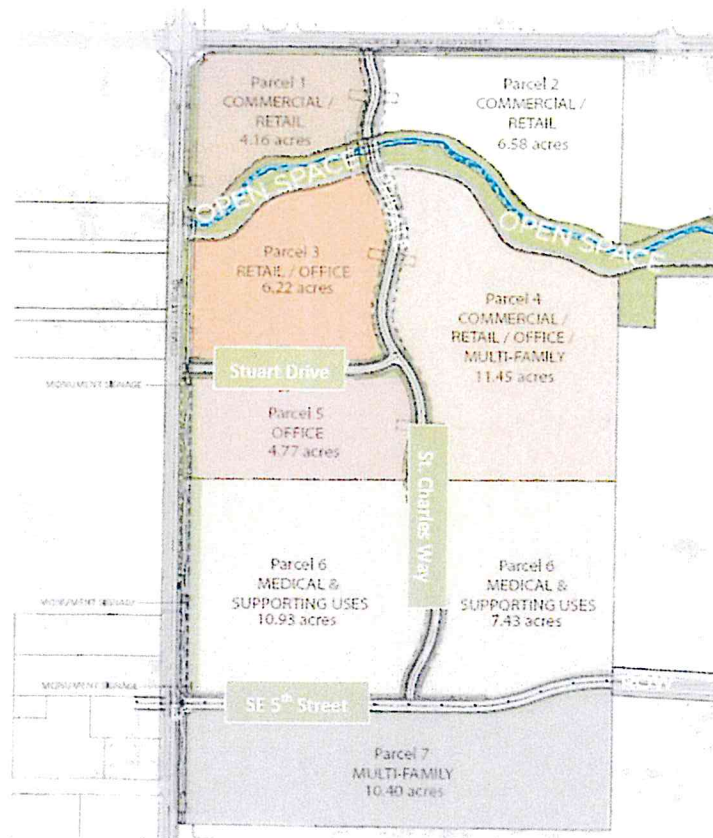 Parcel 1
COMMERCIAL /
RETAIL
4.16 acres
Parcel 2
COMMERCIAL /
RETAIL
6.58 acres
OPEN SPACE
OPEN SPACE
Parcel 3
RETAIL / OFFICE
6.22 acres
Parcel 4
COMMERCIAL /
RETAIL / OFFICE /
MULTI-FAMILY
11.45 acres
Stuart Drive
MONUMENT SIGNAGE
Parcel 5
OFFICE
4.77 acres
St. Charles Way
Parcel 6
MEDICAL &
SUPPORTING USES
10.93 acres
Parcel 6
MEDICAL &
SUPPORTING USES
7.43 acres
MONUMENT SIGNAGE
MONUMENT SIGNAGE
SE 5th Street
Parcel 7
MULTI-FAMILY
10.40 acres